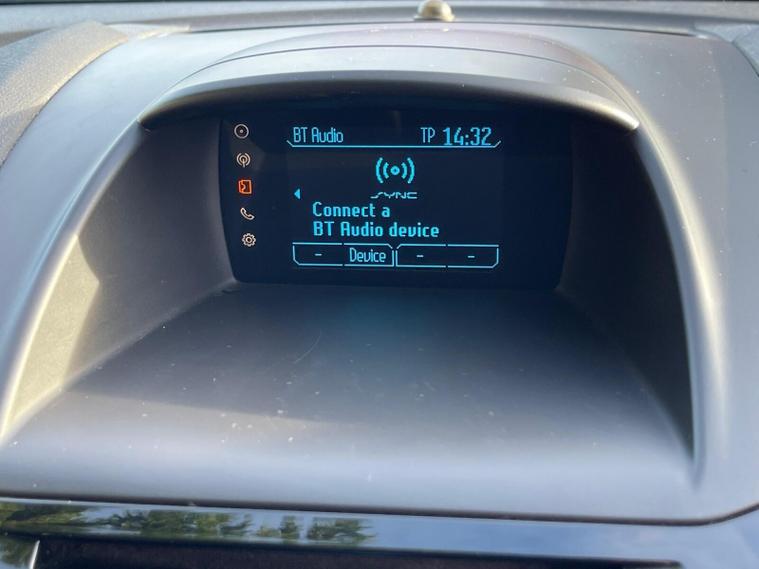 BT Audio TP 14:32
SYNC
Connect a
BT Audio device
- Device - -